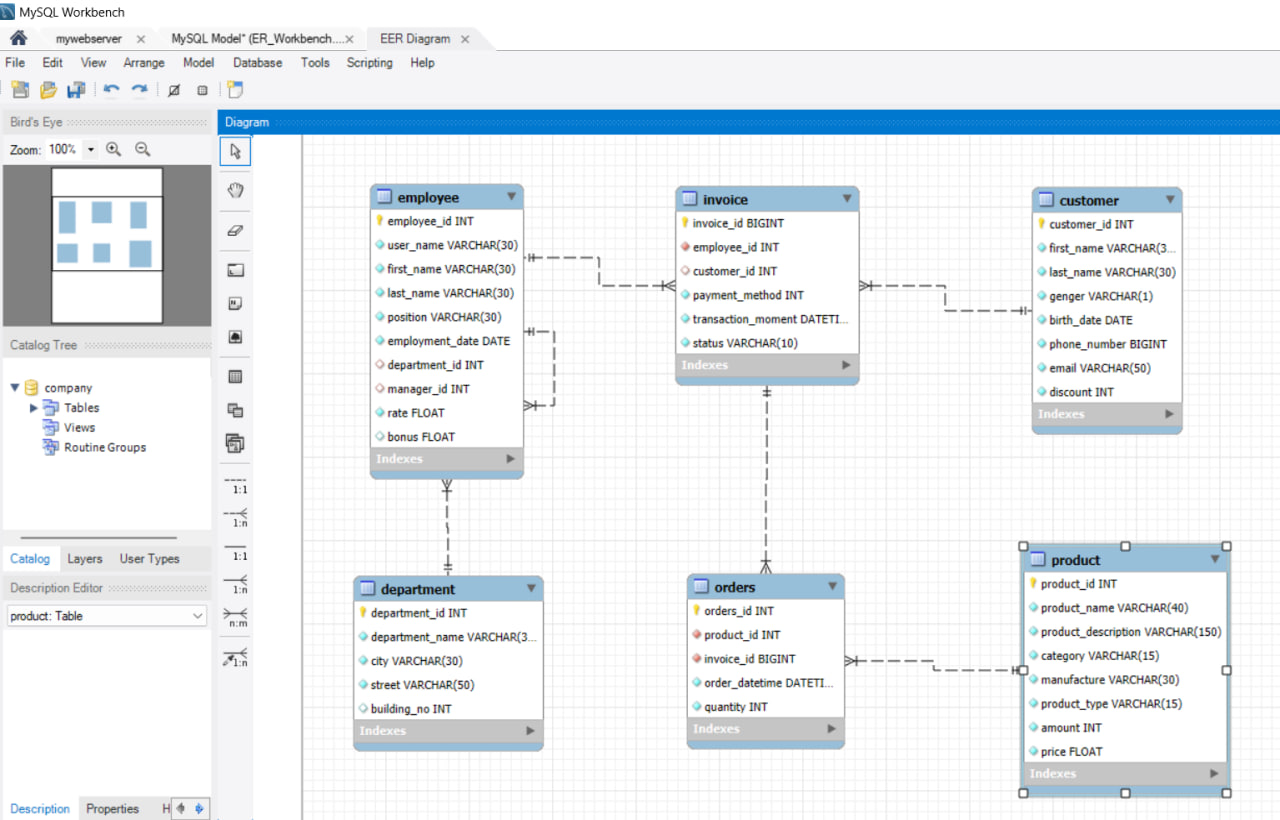 MySQL Workbench
mywebserver
MySQL Model* (ER_Workbench....
EER Diagram
File Edit View Arrange Model Database Tools Scripting Help
Bird's Eye
Zoom: 100%
Catalog Tree
company
Tables
Views
Routine Groups
Catalog Layers User Types
Description Editor
product: Table
Description Properties H
Diagram
N
1:1
1:n
1:1
1:n
n:m
1:n
employee
employee_id INT
user_name VARCHAR(30)
first_name VARCHAR(30)
last_name VARCHAR(30)
position VARCHAR(30)
employment_date DATE
department_id INT
manager_id INT
rate FLOAT
bonus FLOAT
Indexes
invoice
invoice_id BIGINT
employee_id INT
customer_id INT
payment_method INT
transaction_moment DATETI...
status VARCHAR(10)
Indexes
customer
customer_id INT
first_name VARCHAR(3...
last_name VARCHAR(30)
genger VARCHAR(1)
birth_date DATE
phone_number BIGINT
email VARCHAR(50)
discount INT
Indexes
department
department_id INT
department_name VARCHAR(3...
city VARCHAR(30)
street VARCHAR(50)
building_no INT
Indexes
orders
orders_id INT
product_id INT
invoice_id BIGINT
order_datetime DATETI...
quantity INT
Indexes
product
product_id INT
product_name VARCHAR(40)
product_description VARCHAR(150)
category VARCHAR(15)
manufacture VARCHAR(30)
product_type VARCHAR(15)
amount INT
price FLOAT
Indexes